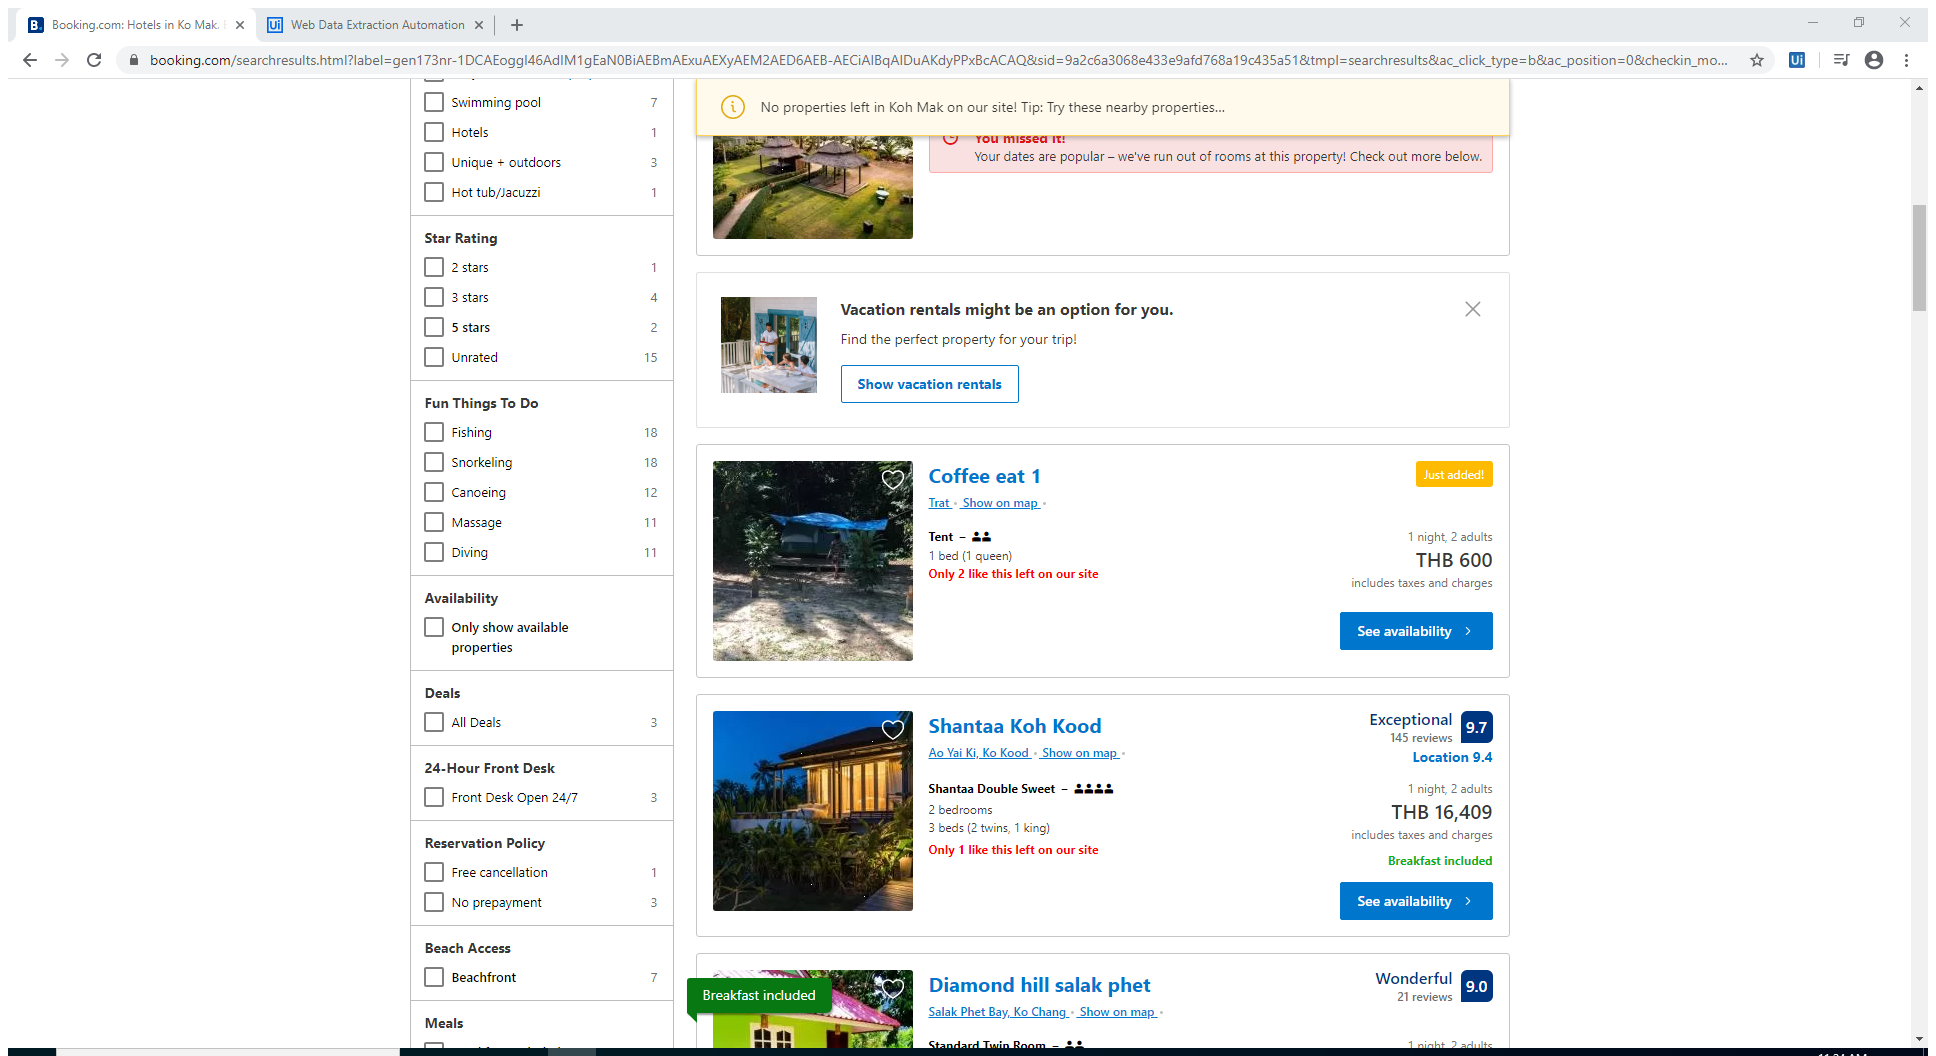 Booking.com: Hotels in Ko Mak.
Web Data Extraction Automation
booking.com/searchresults.html?label=gen173nr-1DCAEoggI46AdIM1gEaN0BiAEBmAExuAEXyAEM2AED6AEB-AECiAIBqAIDuAKdyPPxBcACAQ&sid=9a2c6a3068e433e9afd768a19c435a51&tmpl=searchresults&ac_click_type=b&ac_position=0&checkin_mo...
Swimming pool 7
Hotels 1
Unique + outdoors 3
Hot tub/Jacuzzi 1
Star Rating
2 stars 1
3 stars 4
5 stars 2
Unrated 15
Fun Things To Do
Fishing 18
Snorkeling 18
Canoeing 12
Massage 11
Diving 11
Availability
Only show available
properties
Deals
All Deals 3
24-Hour Front Desk
Front Desk Open 24/7 3
Reservation Policy
Free cancellation 1
No prepayment 3
Beach Access
Beachfront 7
Meals
No properties left in Koh Mak on our site! Tip: Try these nearby properties...
You missed it!
Your dates are popular – we've run out of rooms at this property! Check out more below.
Vacation rentals might be an option for you.
Find the perfect property for your trip!
Show vacation rentals
Coffee eat 1
Just added!
Trat • Show on map •
Tent –
1 night, 2 adults
1 bed (1 queen)
THB 600
Only 2 like this left on our site
includes taxes and charges
See availability
Shantaa Koh Kood
Exceptional 9.7
145 reviews
Ao Yai Ki, Ko Kood • Show on map •
Location 9.4
Shantaa Double Sweet –
1 night, 2 adults
2 bedrooms
THB 16,409
3 beds (2 twins, 1 king)
includes taxes and charges
Only 1 like this left on our site
Breakfast included
See availability
Breakfast included
Diamond hill salak phet
Wonderful 9.0
21 reviews
Salak Phet Bay, Ko Chang • Show on map •
Standard Twin Room –
1 night, 2 adults